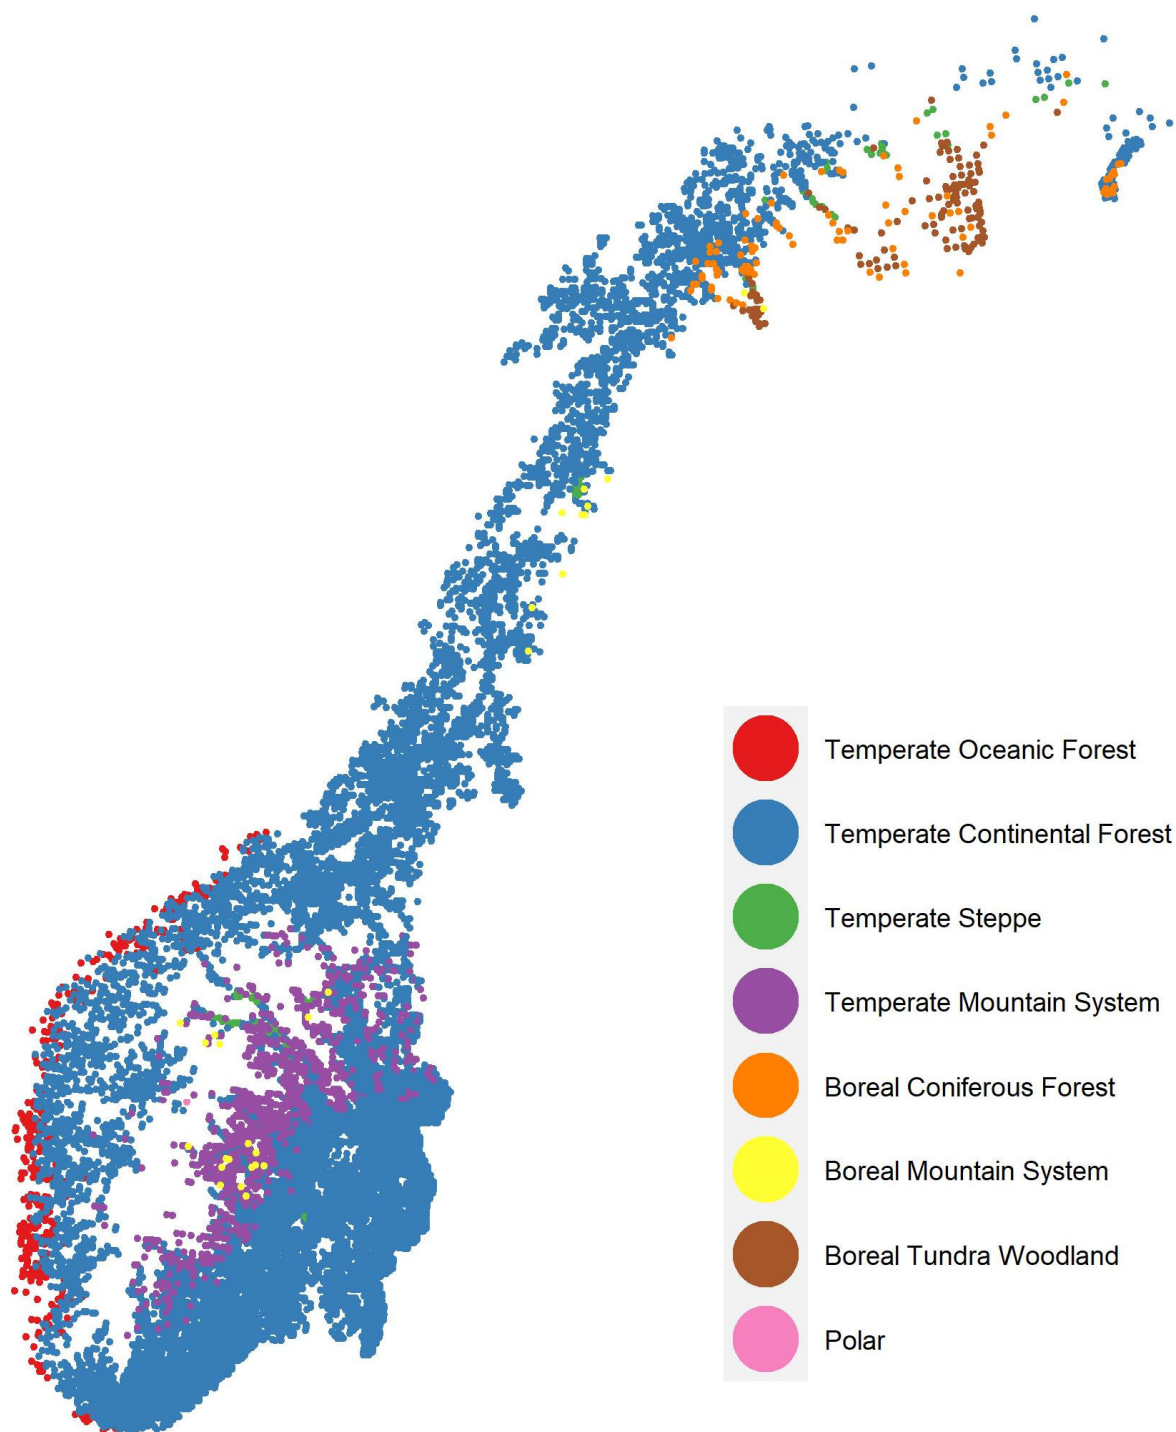 Temperate Oceanic Forest
Temperate Continental Forest
Temperate Steppe
Temperate Mountain System
Boreal Coniferous Forest
Boreal Mountain System
Boreal Tundra Woodland
Polar